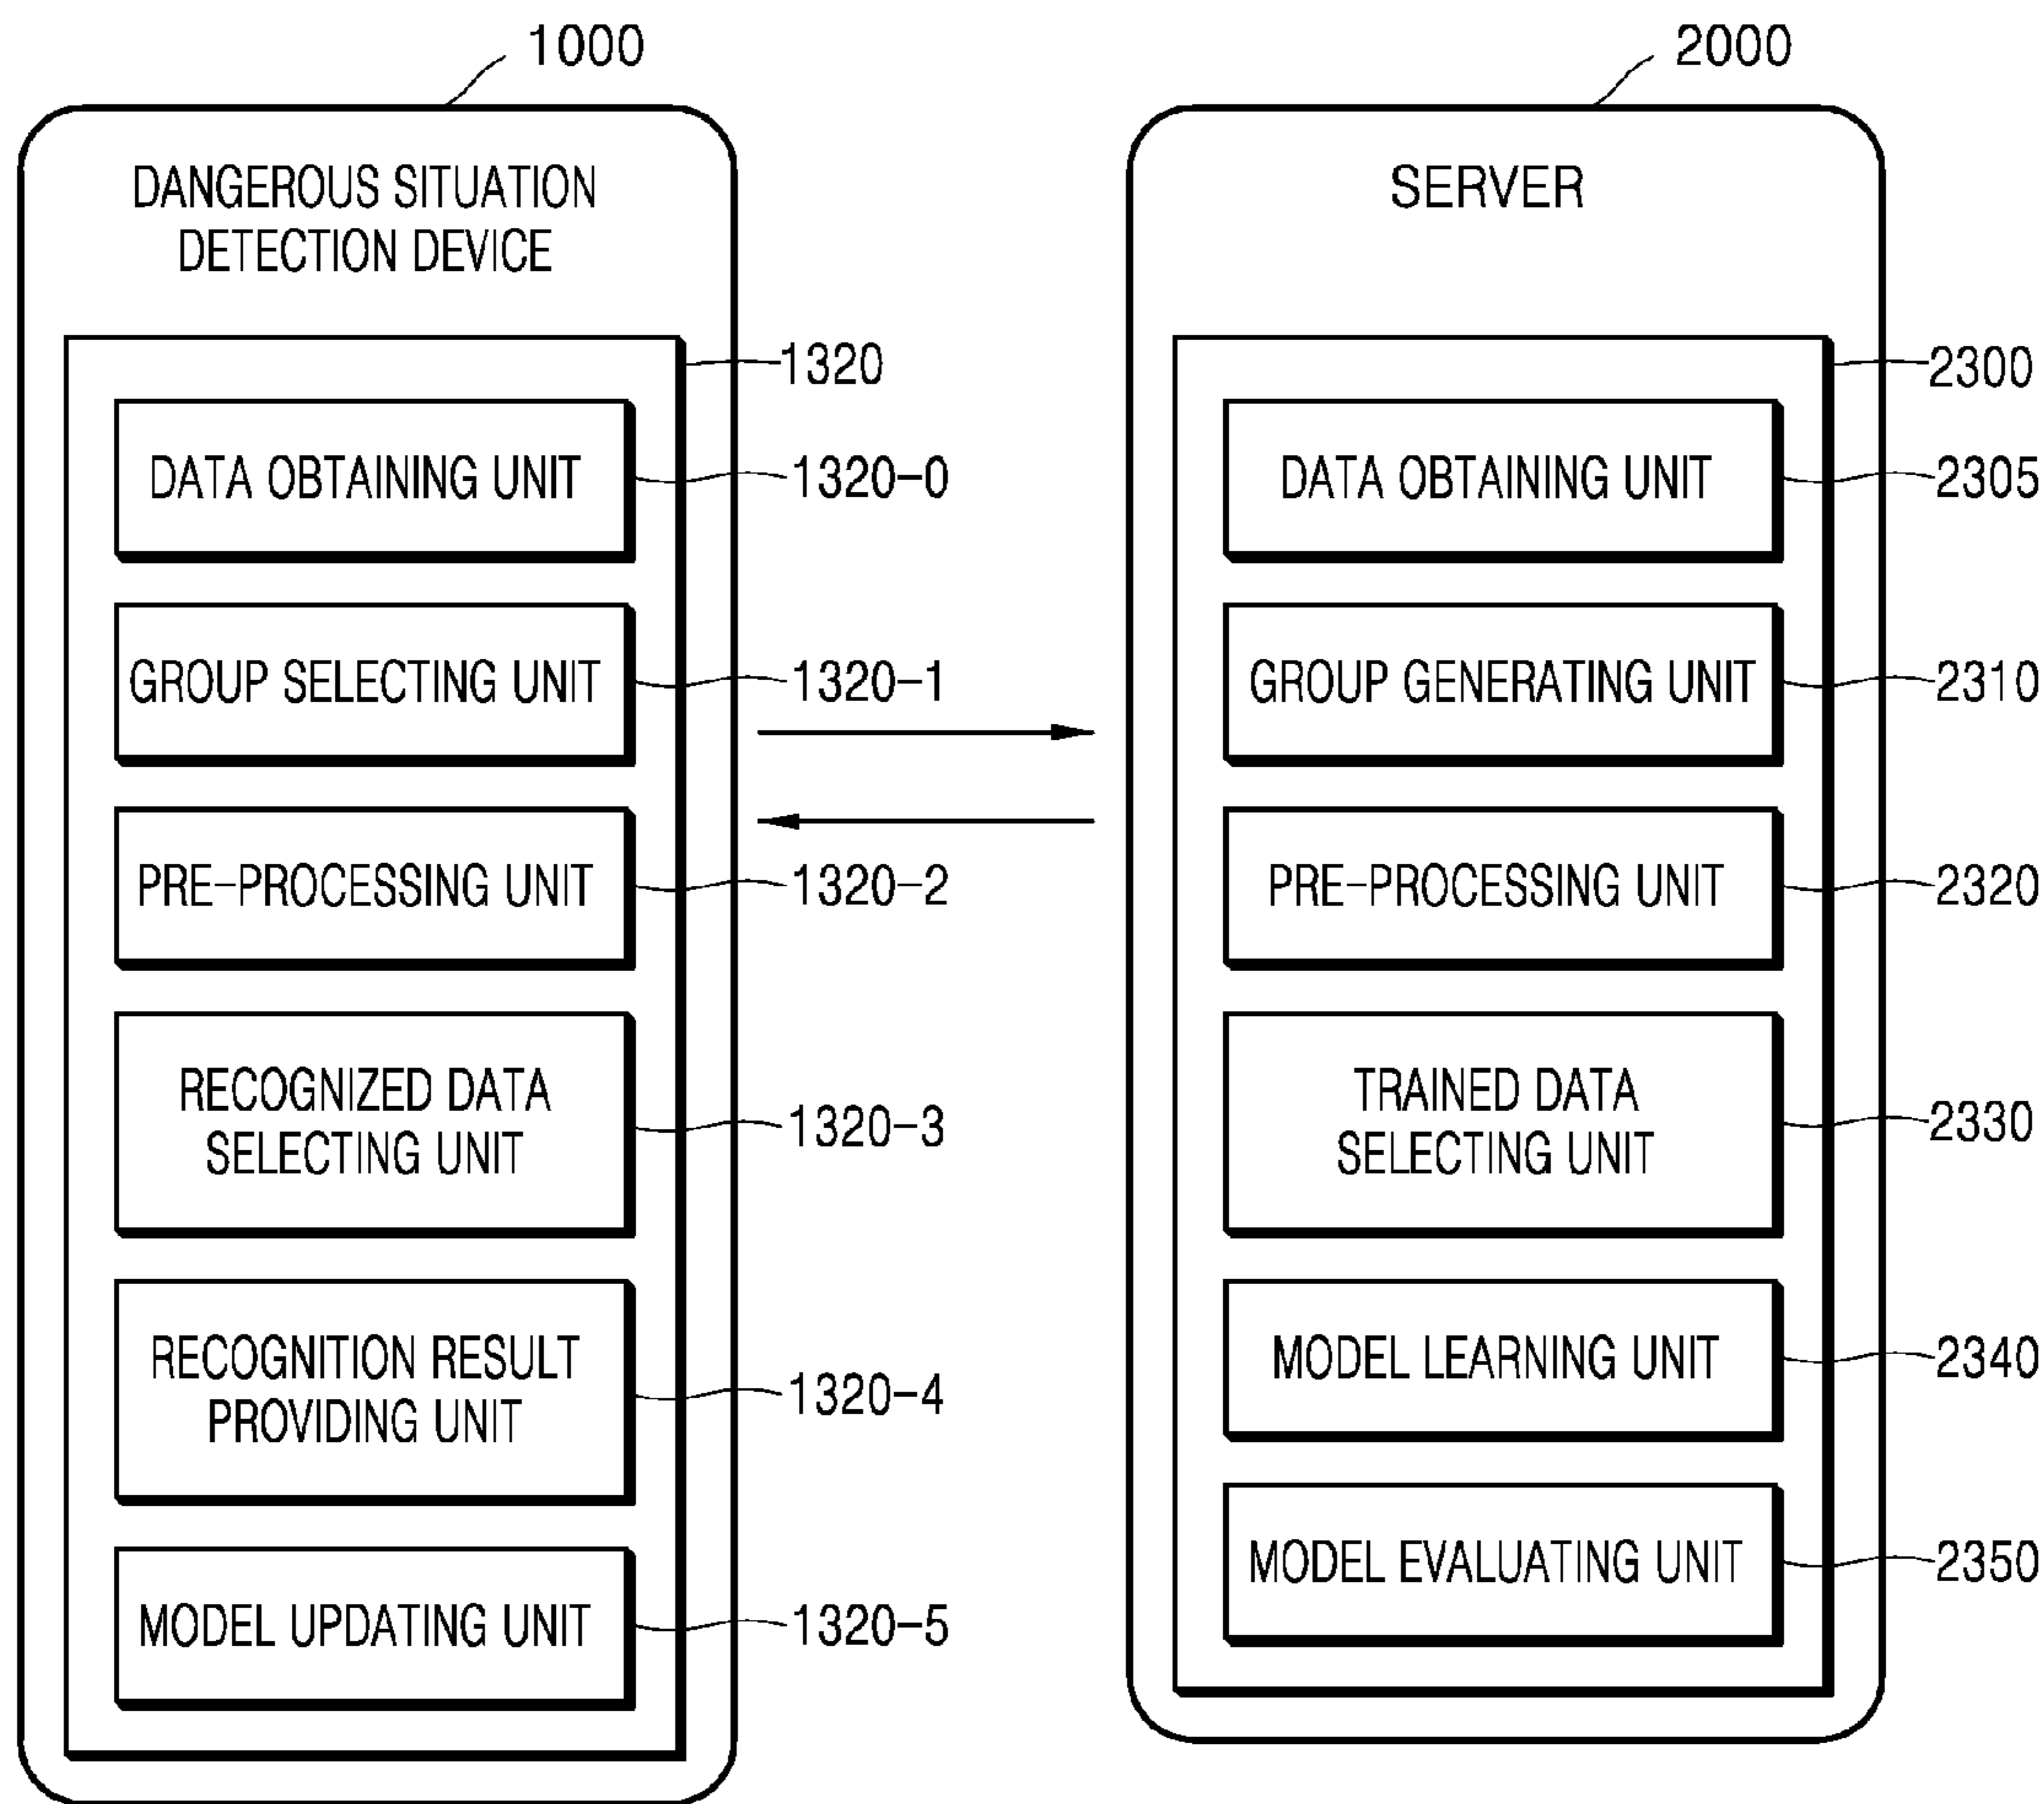 1000
DANGEROUS SITUATION
DETECTION DEVICE
1320
DATA OBTAINING UNIT
1320-0
GROUP SELECTING UNIT
1320-1
PRE-PROCESSING UNIT
1320-2
RECOGNIZED DATA
SELECTING UNIT
1320-3
RECOGNITION RESULT
PROVIDING UNIT
1320-4
MODEL UPDATING UNIT
1320-5
2000
SERVER
2300
DATA OBTAINING UNIT
2305
GROUP GENERATING UNIT
2310
PRE-PROCESSING UNIT
2320
TRAINED DATA
SELECTING UNIT
2330
MODEL LEARNING UNIT
2340
MODEL EVALUATING UNIT
2350